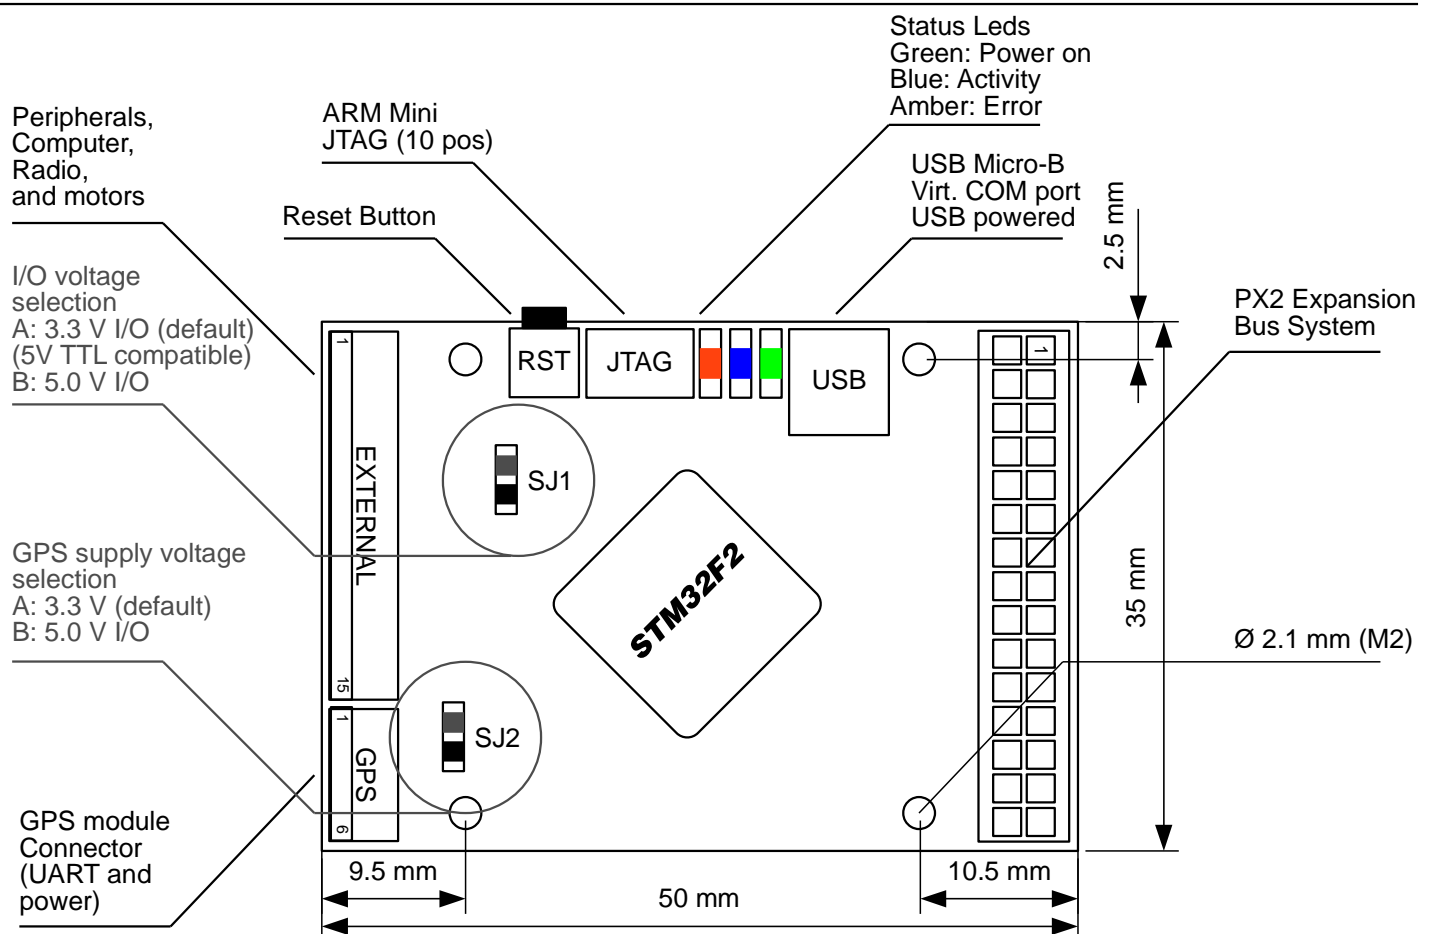 Status Leds
Green: Power on
Blue: Activity
Amber: Error
Peripherals,
Computer,
Radio,
and motors
ARM Mini
JTAG (10 pos)
USB Micro-B
Virt. COM port
USB powered
Reset Button
2.5 mm
I/O voltage
selection
A: 3.3 V I/O (default)
(5V TTL compatible)
B: 5.0 V I/O
PX2 Expansion
Bus System
1
RST
JTAG
USB
1
EXTERNAL
15
SJ1
STM32F2
35 mm
GPS supply voltage
selection
A: 3.3 V (default)
B: 5.0 V I/O
Ø 2.1 mm (M2)
1
GPS
6
SJ2
GPS module
Connector
(UART and
power)
9.5 mm
50 mm
10.5 mm